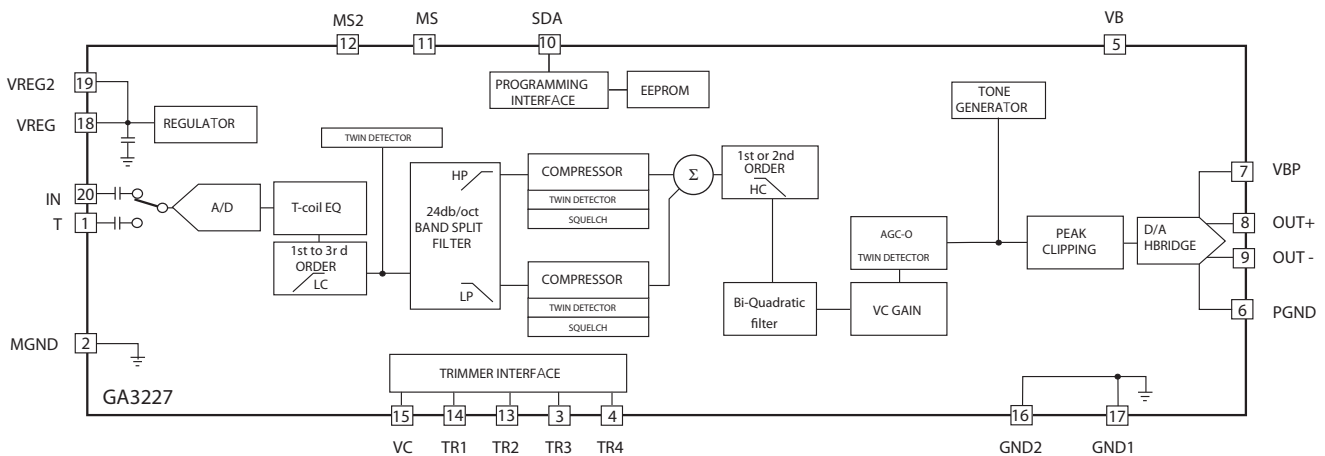 MS2
MS
SDA
VB
12
11
10
5
VREG2
19
VREG
18
REGULATOR
PROGRAMMING
INTERFACE
EEPROM
TONE
GENERATOR
TWIN DETECTOR
IN
20
T
1
A/D
T-coil EQ
1st to 3r d
ORDER
LC
HP
24db/oct
BAND SPLIT
FILTER
LP
COMPRESSOR
TWIN DETECTOR
SQUELCH
COMPRESSOR
TWIN DETECTOR
SQUELCH
Σ
1st or 2nd
ORDER
HC
Bi-Quadratic
filter
AGC-O
TWIN DETECTOR
VC GAIN
PEAK
CLIPPING
D/A
HBRIDGE
7
VBP
8
OUT+
9
OUT -
6
PGND
MGND
2
GA3227
TRIMMER INTERFACE
15
14
13
3
4
16
17
VC
TR1
TR2
TR3
TR4
GND2
GND1